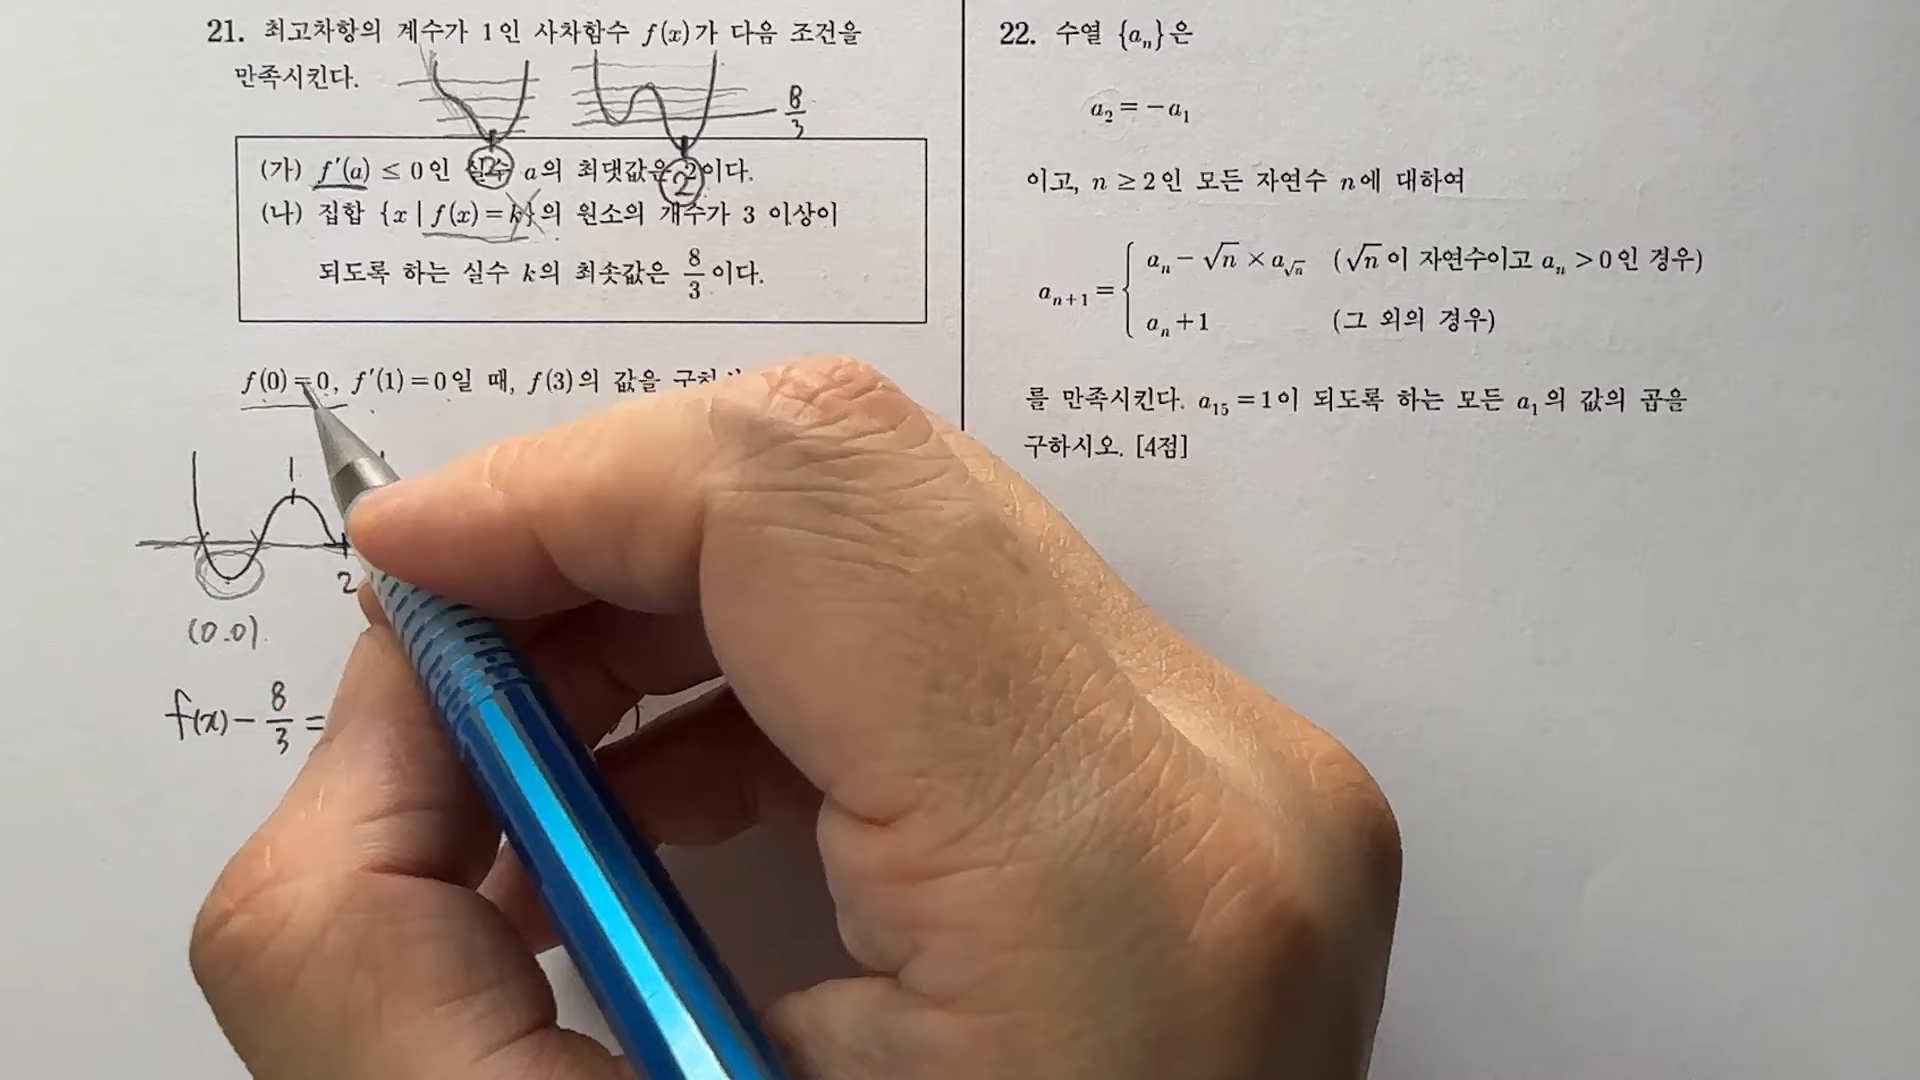 21. 최고차항의 계수가 1인 사차함수 f(x)가 다음 조건을
만족시킨다.
8/3
(가) f'(a) ≤ 0인 실수 a의 최댓값은 2이다.
2
2
(나) 집합 {x | f(x) = k}의 원소의 개수가 3 이상이
되도록 하는 실수 k의 최솟값은 8/3이다.
f(0) = 0, f'(1) = 0일 때, f(3)의 값을
1
2
(0.0).
f(x) - 8/3 =
22. 수열 {aₙ}은
a₂ = -a₁
이고, n ≥ 2인 모든 자연수 n에 대하여
aₙ₊₁ = { aₙ - √n × a_√n (√n이 자연수이고 aₙ > 0인 경우)
aₙ + 1 (그 외의 경우)
를 만족시킨다. a₁₅ = 1이 되도록 하는 모든 a₁의 값의 곱을
구하시오. [4점]